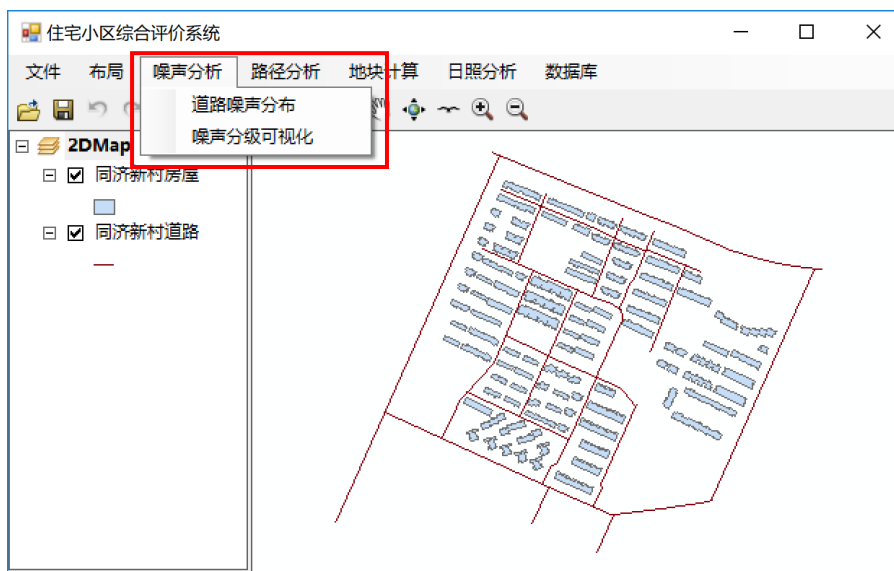 住宅小区综合评价系统
文件 布局 噪声分析 路径分析 地块计算 日照分析 数据库
道路噪声分布
噪声分级可视化
2DMap
同济新村房屋
同济新村道路